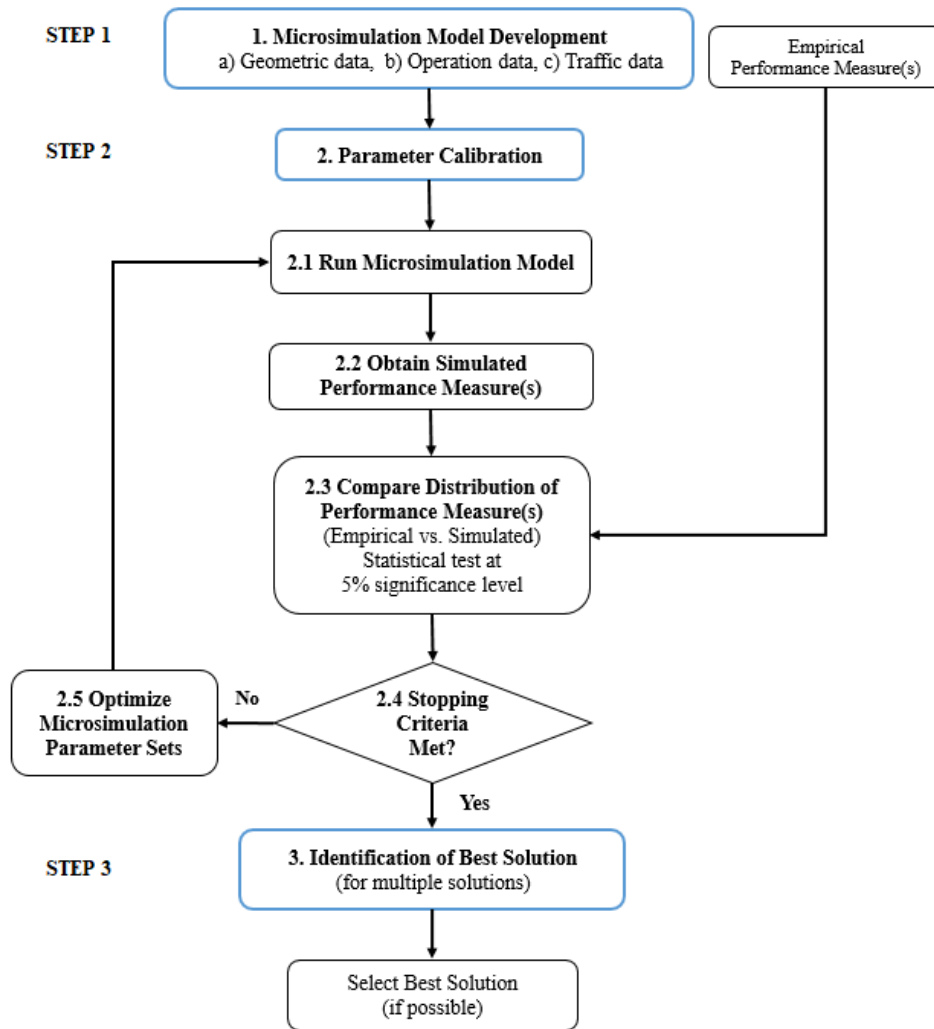 STEP 1
1. Microsimulation Model Development
a) Geometric data, b) Operation data, c) Traffic data
Empirical
Performance Measure(s)
STEP 2
2. Parameter Calibration
2.1 Run Microsimulation Model
2.2 Obtain Simulated
Performance Measure(s)
2.3 Compare Distribution of
Performance Measure(s)
(Empirical vs. Simulated)
Statistical test at
5% significance level
2.4 Stopping
Criteria
Met?
No
2.5 Optimize
Microsimulation
Parameter Sets
Yes
STEP 3
3. Identification of Best Solution
(for multiple solutions)
Select Best Solution
(if possible)